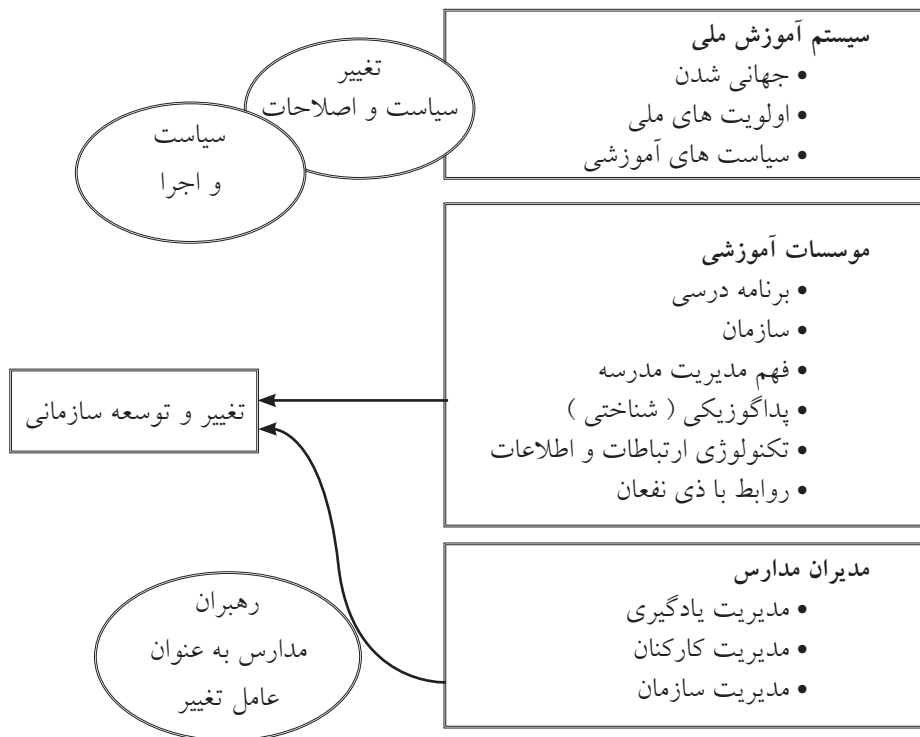 سیستم آموزش ملی
• جهانی شدن
• اولویت های ملی
• سیاست های آموزشی
تغییر
سیاست و اصلاحات
سیاست
و اجرا
موسسات آموزشی
• برنامه درسی
• سازمان
• فهم مدیریت مدرسه
• پداگوزیکی ( شناختی )
• تکنولوژی ارتباطات و اطلاعات
• روابط با ذی نفعان
تغییر و توسعه سازمانی
مدیران مدارس
• مدیریت یادگیری
• مدیریت کارکنان
• مدیریت سازمان
رهبران
مدارس به عنوان
عامل تغییر